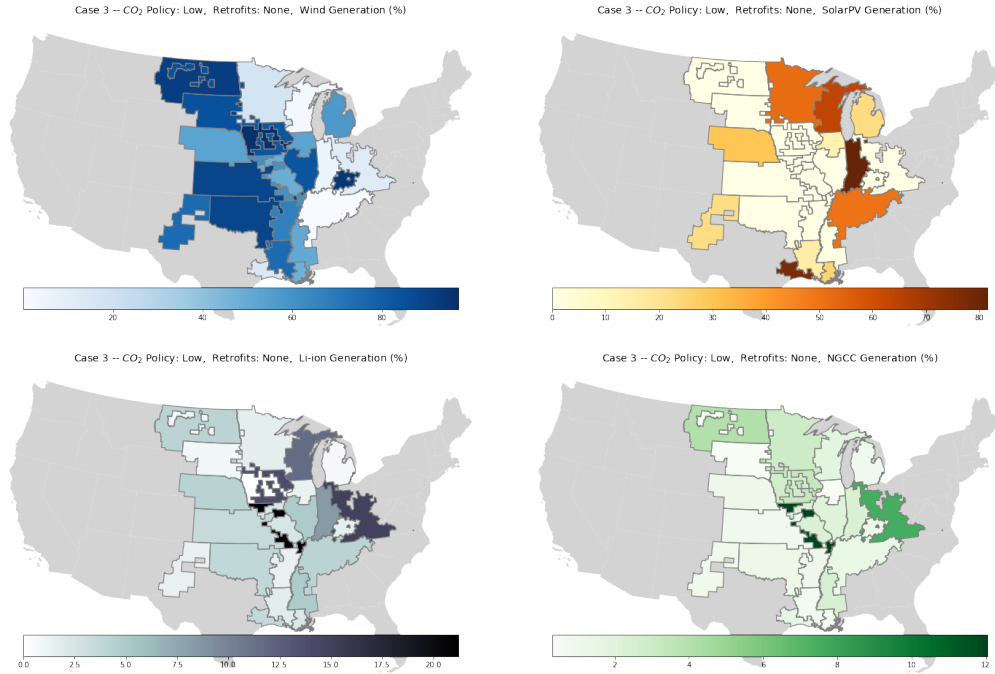 Case 3 -- CO2 Policy: Low, Retrofits: None, Wind Generation (%)
20 40 60 80
Case 3 -- CO2 Policy: Low, Retrofits: None, SolarPV Generation (%)
0 10 20 30 40 50 60 70 80
Case 3 -- CO2 Policy: Low, Retrofits: None, Li-ion Generation (%)
0.0 2.5 5.0 7.5 10.0 12.5 15.0 17.5 20.0
Case 3 -- CO2 Policy: Low, Retrofits: None, NGCC Generation (%)
2 4 6 8 10 12